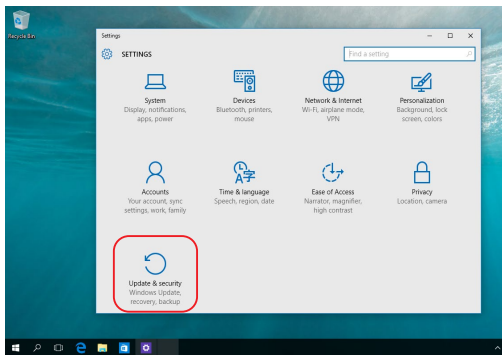 Recycle Bin
Settings
SETTINGS
Find a setting
System
Display, notifications,
apps, power
Devices
Bluetooth, printers,
mouse
Network & Internet
Wi-Fi, airplane mode,
VPN
Personalization
Background, lock
screen, colors
Accounts
Your account, sync
settings, work, family
Time & language
Speech, region, date
Ease of Access
Narrator, magnifier,
high contrast
Privacy
Location, camera
Update & security
Windows Update,
recovery, backup